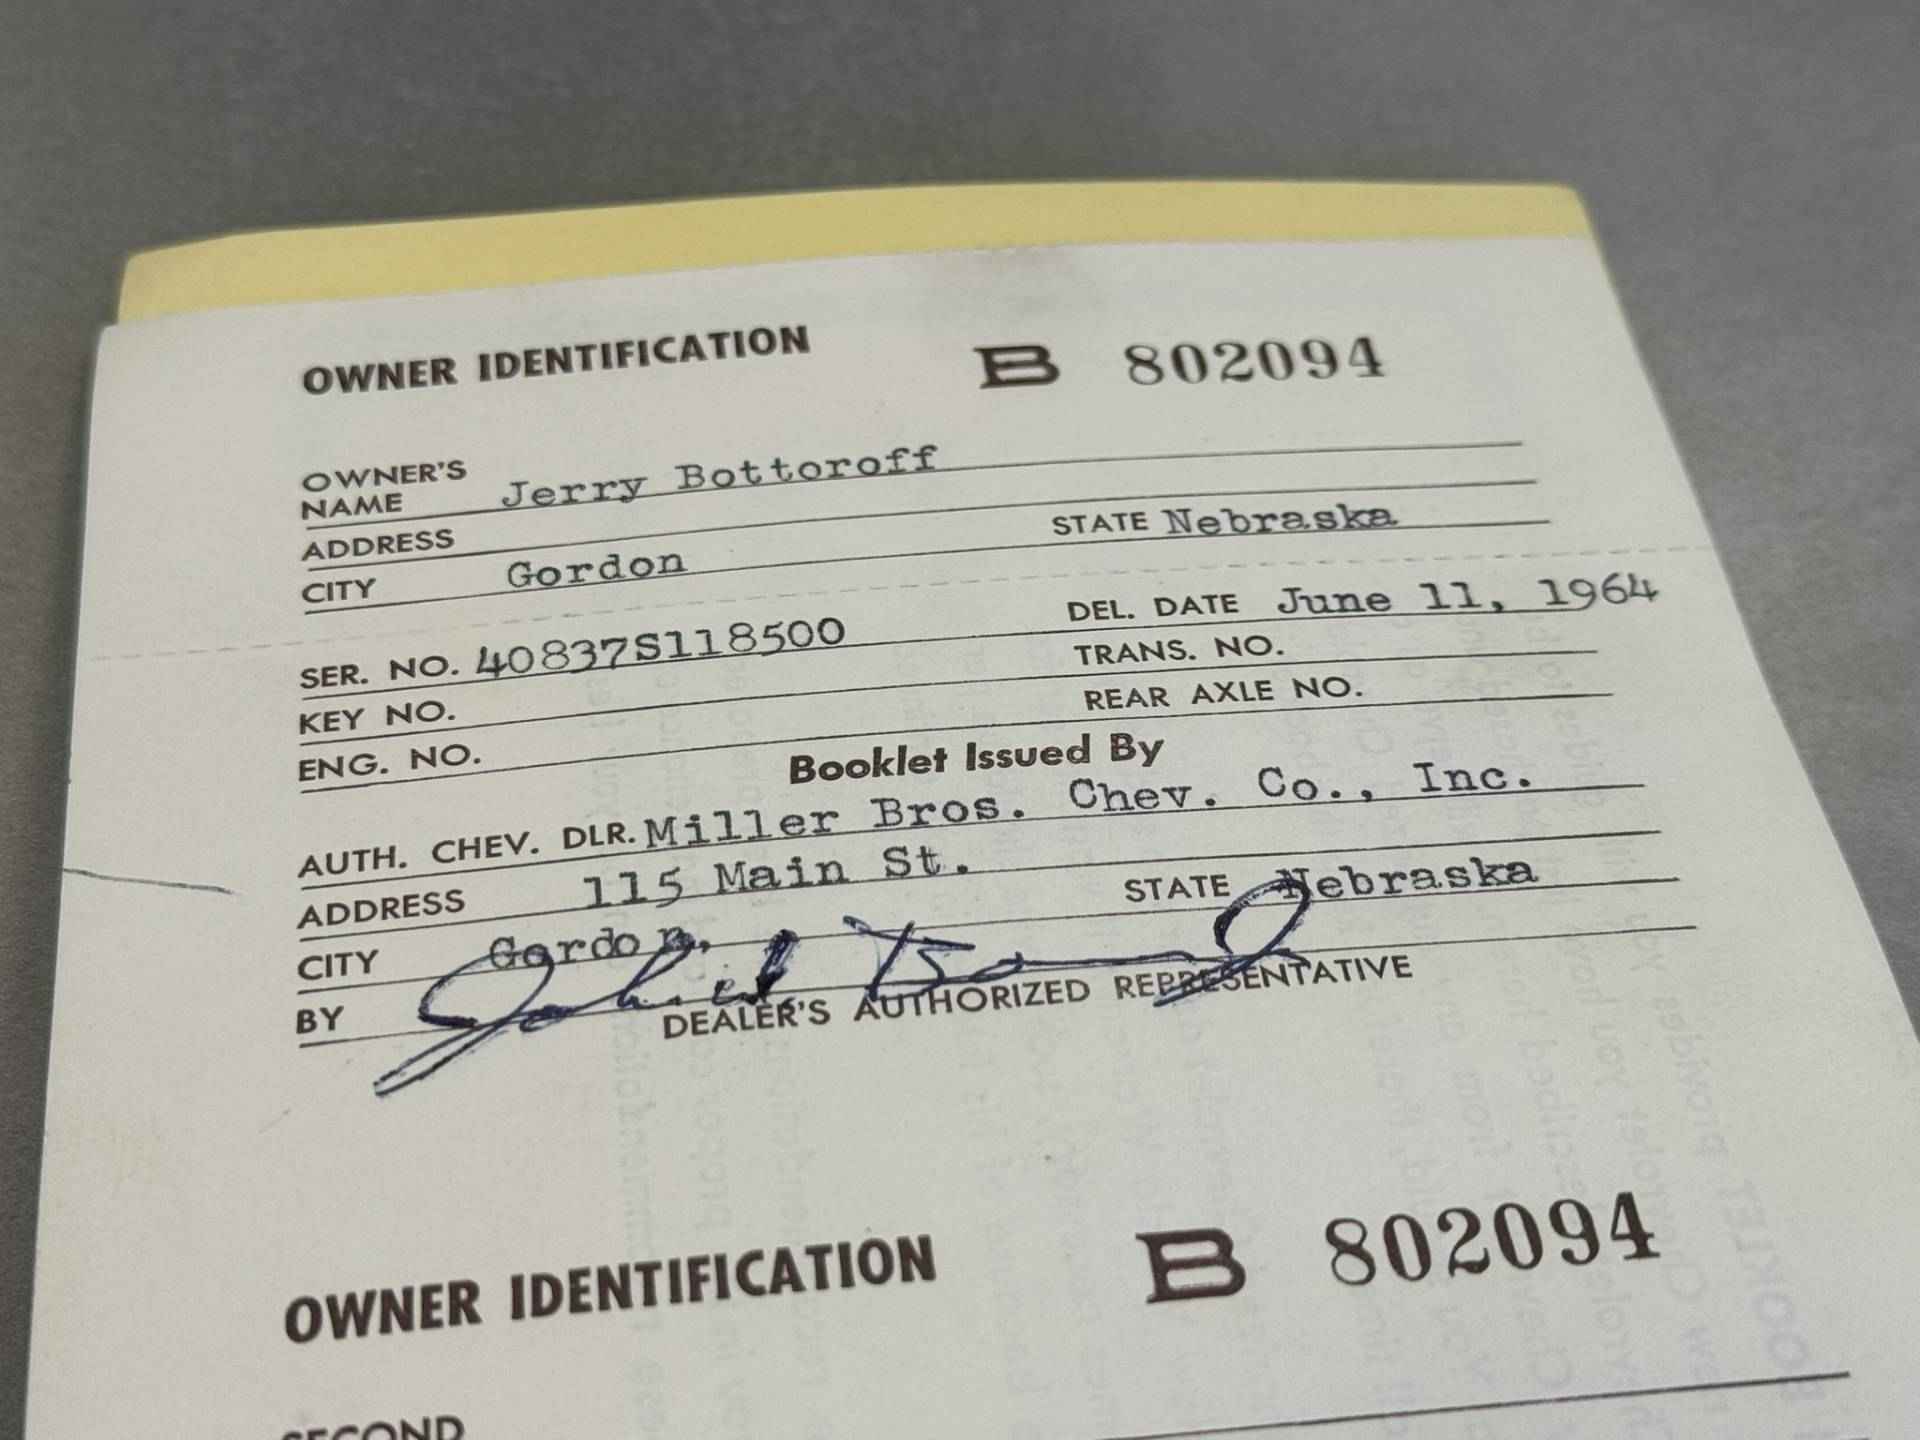 OWNER IDENTIFICATION B 802094
OWNER'S NAME Jerry Bottoroff
ADDRESS
CITY Gordon STATE Nebraska
SER. NO. 40837S118500 DEL. DATE June 11, 1964
KEY NO. TRANS. NO.
ENG. NO. REAR AXLE NO.
Booklet Issued By
AUTH. CHEV. DLR. Miller Bros. Chev. Co., Inc.
ADDRESS 115 Main St.
CITY Gordon, STATE Nebraska
BY
DEALER'S AUTHORIZED REPRESENTATIVE
OWNER IDENTIFICATION B 802094
SECOND